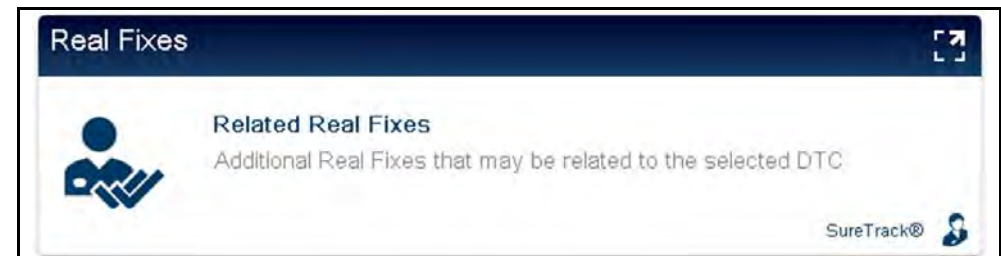 Real Fixes
Related Real Fixes
Additional Real Fixes that may be related to the selected DTC
SureTrack®